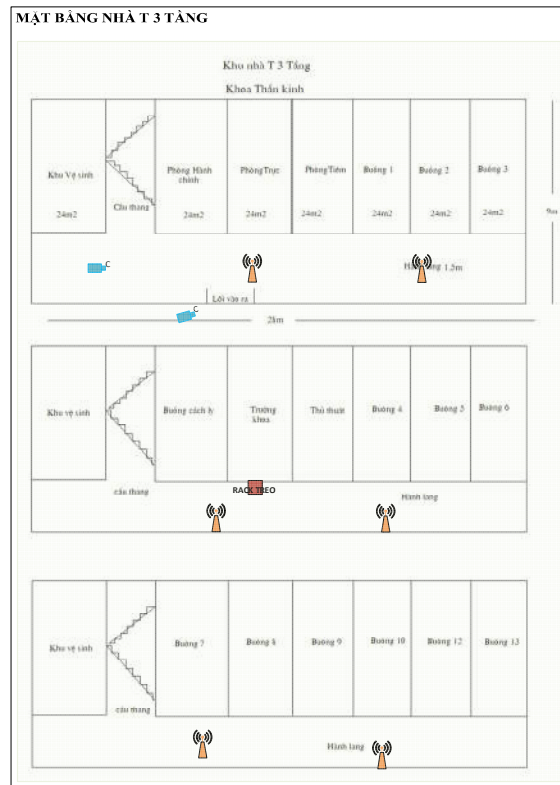 MẶT BẰNG NHÀ T 3 TẦNG
Khu nhà T 3 Tầng
Khoa Thần kinh
Khu Vệ sinh
24m2
Cầu thang
Phòng Hành chính
24m2
Phòng Trực
24m2
Phòng Tiêm
24m2
Buồng 1
24m2
Buồng 2
24m2
Buồng 3
24m2
9m
C
Hành lang 1.5m
Lối vào ra
C
2km
Khu vệ sinh
cầu thang
Buồng cách ly
Trưởng khoa
Thủ thuật
Buồng 4
Buồng 5
Buồng 6
RACK TREO
Hành lang
Khu vệ sinh
cầu thang
Buồng 7
Buồng 8
Buồng 9
Buồng 10
Buồng 12
Buồng 13
Hành lang